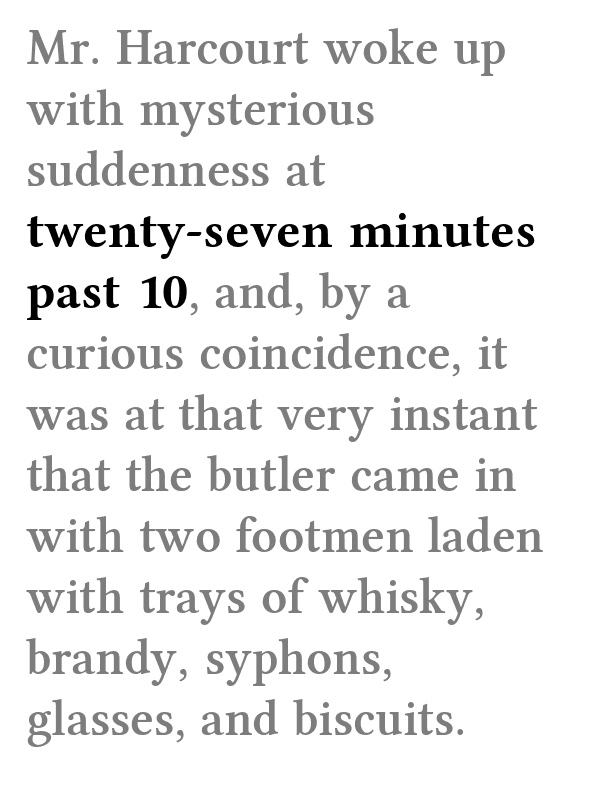 Mr. Harcourt woke up
with mysterious
suddenness at
twenty-seven minutes
past 10, and, by a
curious coincidence, it
was at that very instant
that the butler came in
with two footmen laden
with trays of whisky,
brandy, syphons,
glasses, and biscuits.